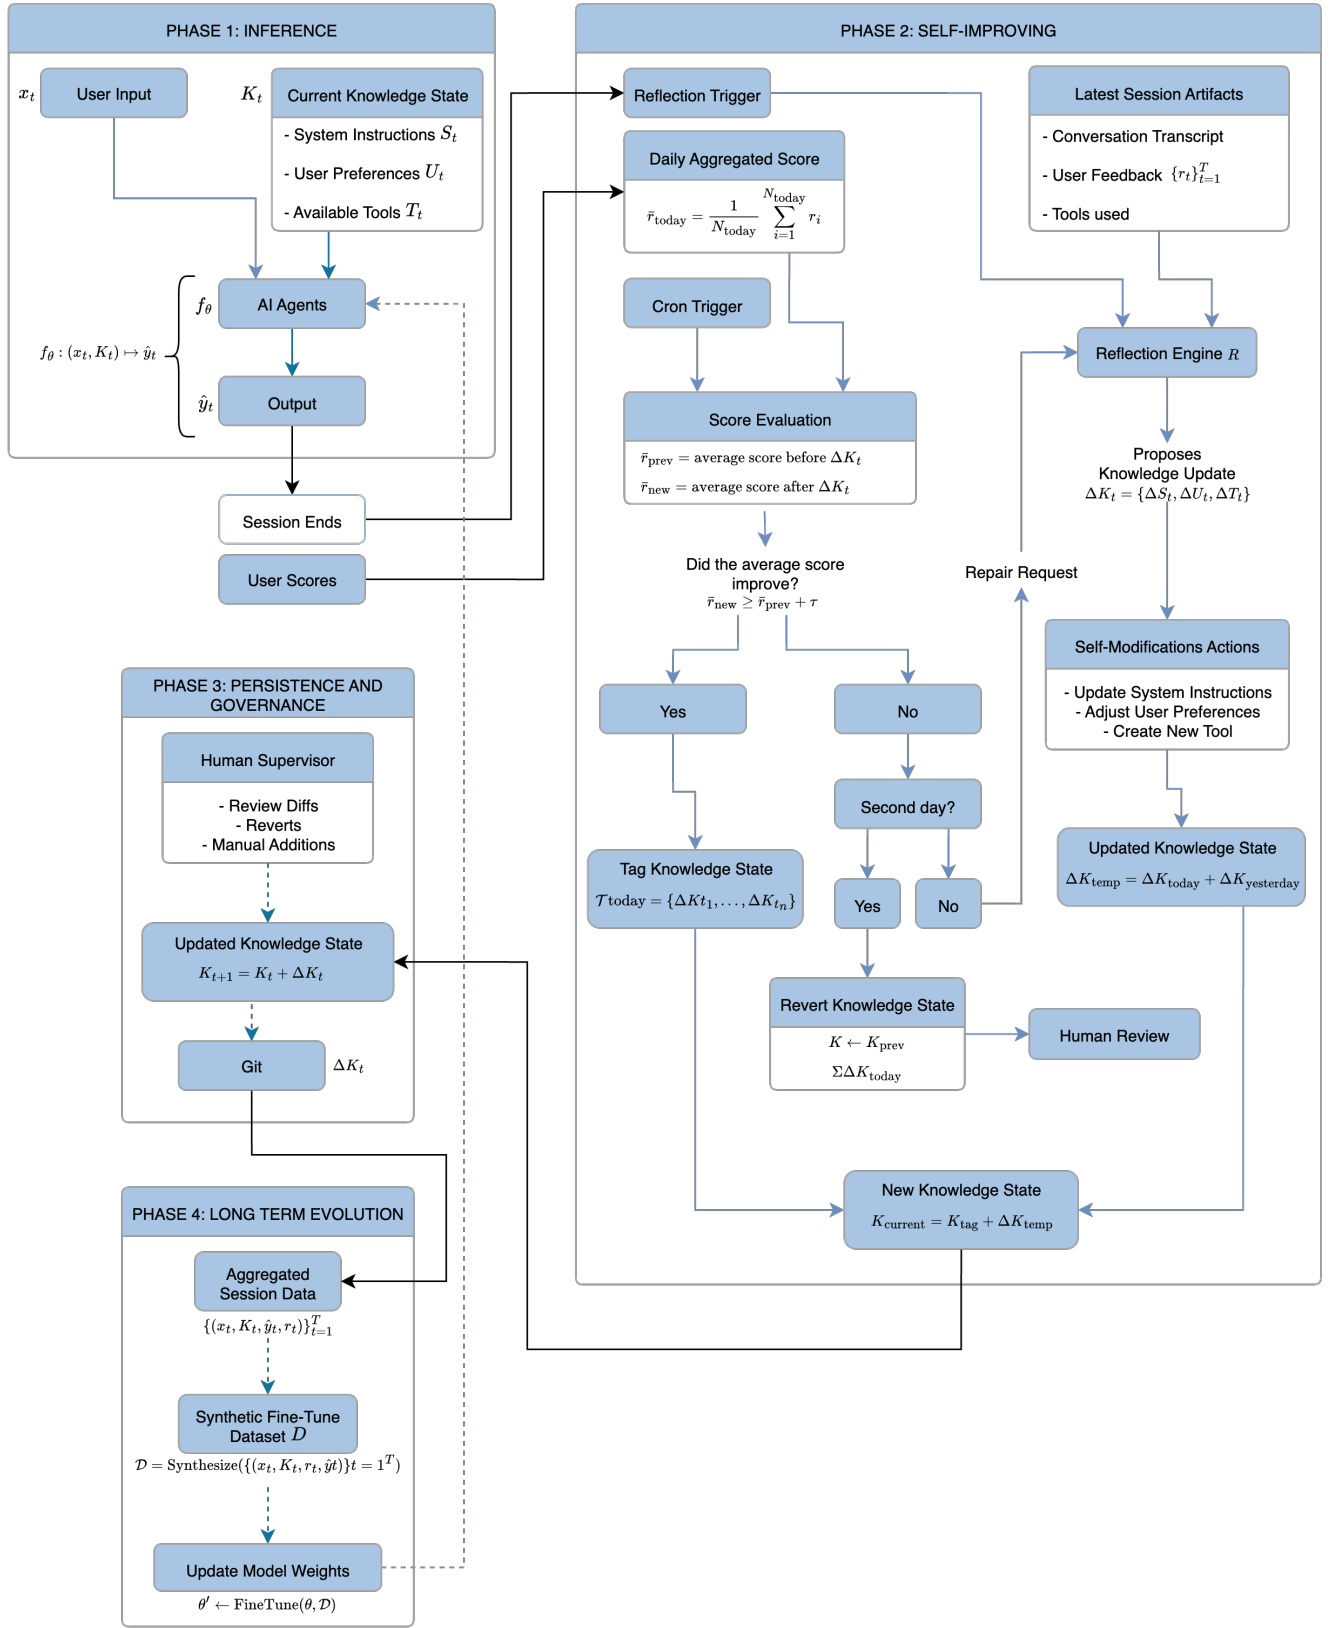 PHASE 1: INFERENCE
x_t
User Input
K_t
Current Knowledge State
- System Instructions S_t
- User Preferences U_t
- Available Tools T_t
f_θ
AI Agents
f_θ : (x_t, K_t) ↦ ŷ_t
ŷ_t
Output
Session Ends
User Scores
PHASE 2: SELF-IMPROVING
Reflection Trigger
Daily Aggregated Score
r̄_today = 1/N_today ∑_{i=1}^{N_today} r_i
Cron Trigger
Score Evaluation
r̄_prev = average score before ΔK_t
r̄_new = average score after ΔK_t
Did the average score
improve?
r̄_new ≥ r̄_prev + τ
Yes
No
Second day?
Yes
No
Tag Knowledge State
𝒯today = {ΔKt_1, …, ΔK_{t_n}}
Revert Knowledge State
K ← K_prev
ΣΔK_today
Human Review
Repair Request
Latest Session Artifacts
- Conversation Transcript
- User Feedback {r_t}_{t=1}^T
- Tools used
Reflection Engine R
Proposes
Knowledge Update
ΔK_t = {ΔS_t, ΔU_t, ΔT_t}
Self-Modifications Actions
- Update System Instructions
- Adjust User Preferences
- Create New Tool
Updated Knowledge State
ΔK_temp = ΔK_today + ΔK_yesterday
New Knowledge State
K_current = K_tag + ΔK_temp
PHASE 3: PERSISTENCE AND
GOVERNANCE
Human Supervisor
- Review Diffs
- Reverts
- Manual Additions
Updated Knowledge State
K_{t+1} = K_t + ΔK_t
Git
ΔK_t
PHASE 4: LONG TERM EVOLUTION
Aggregated
Session Data
{(x_t, K_t, ŷ_t, r_t)}_{t=1}^T
Synthetic Fine-Tune
Dataset D
𝒟 = Synthesize({(x_t, K_t, r_t, ŷt)}t = 1^T)
Update Model Weights
θ′ ← FineTune(θ, 𝒟)